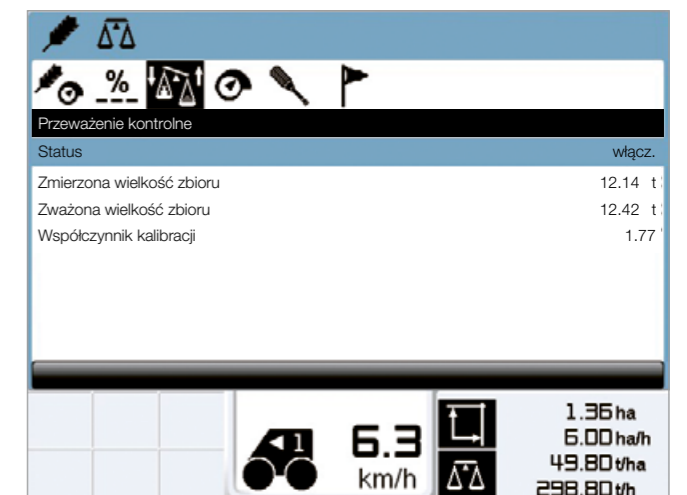 %
Przeważenie kontrolne
Status włącz.
Zmierzona wielkość zbioru 12.14 t
Zważona wielkość zbioru 12.42 t
Współczynnik kalibracji 1.77
1
6.3
km/h
1.36 ha
6.00 ha/h
49.80 t/ha
298.80 t/h